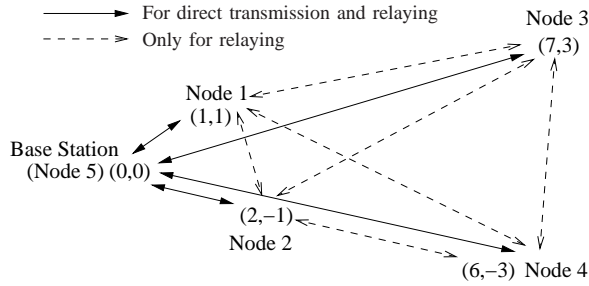 For direct transmission and relaying
Only for relaying
Node 3
(7,3)
Node 1
(1,1)
Base Station
(Node 5) (0,0)
(2,−1)
Node 2
(6,−3) Node 4